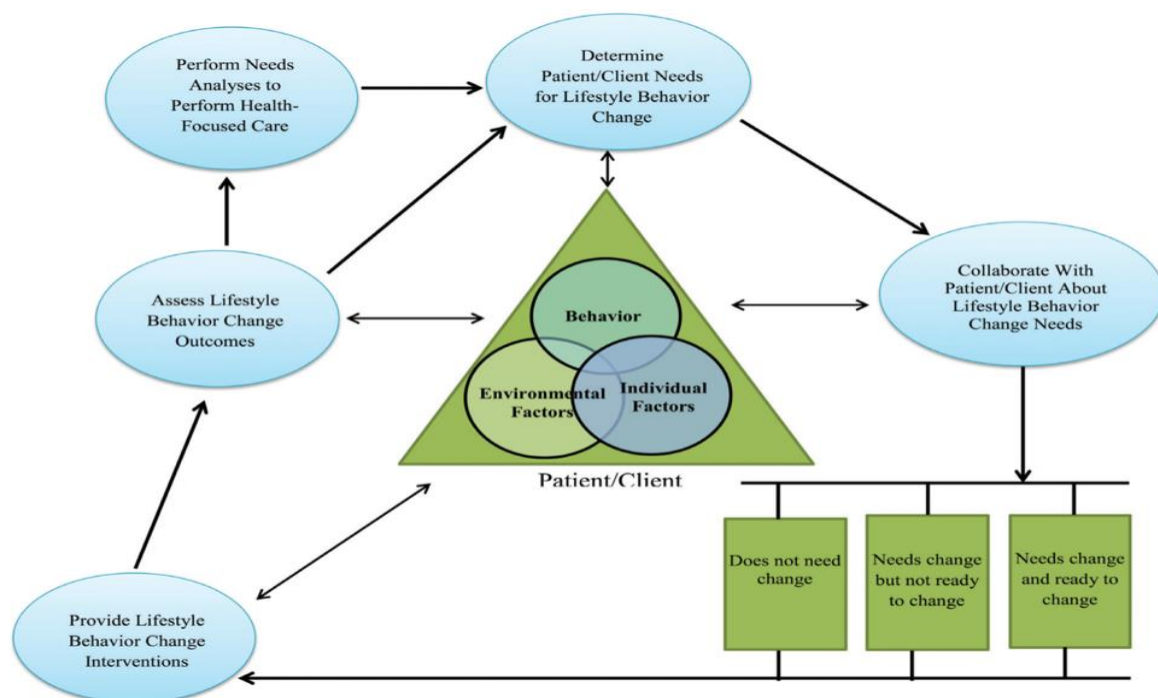 Perform Needs
Analyses to
Perform Health-
Focused Care
Determine
Patient/Client Needs
for Lifestyle Behavior
Change
Assess Lifestyle
Behavior Change
Outcomes
Behavior
Environmental
Factors
Individual
Factors
Patient/Client
Collaborate With
Patient/Client About
Lifestyle Behavior
Change Needs
Does not need
change
Needs change
but not ready
to change
Needs change
and ready to
change
Provide Lifestyle
Behavior Change
Interventions